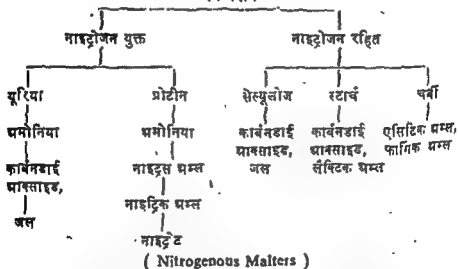 नाइट्रोजन युक्त नाइट्रोजन रहित
यूरिया प्रोटीन सेल्यूलोज स्टार्च चर्बी
अमोनिया अमोनिया कार्बनडाई कार्बनडाई एसिटिक अम्ल,
कार्बनडाई नाइट्रस अम्ल आक्साइड, आक्साइड, फार्मिक अम्ल
आक्साइड, नाइट्रिक अम्ल जल लैक्टिक अम्ल
जल नाइट्रेट
( Nitrogenous Malters )